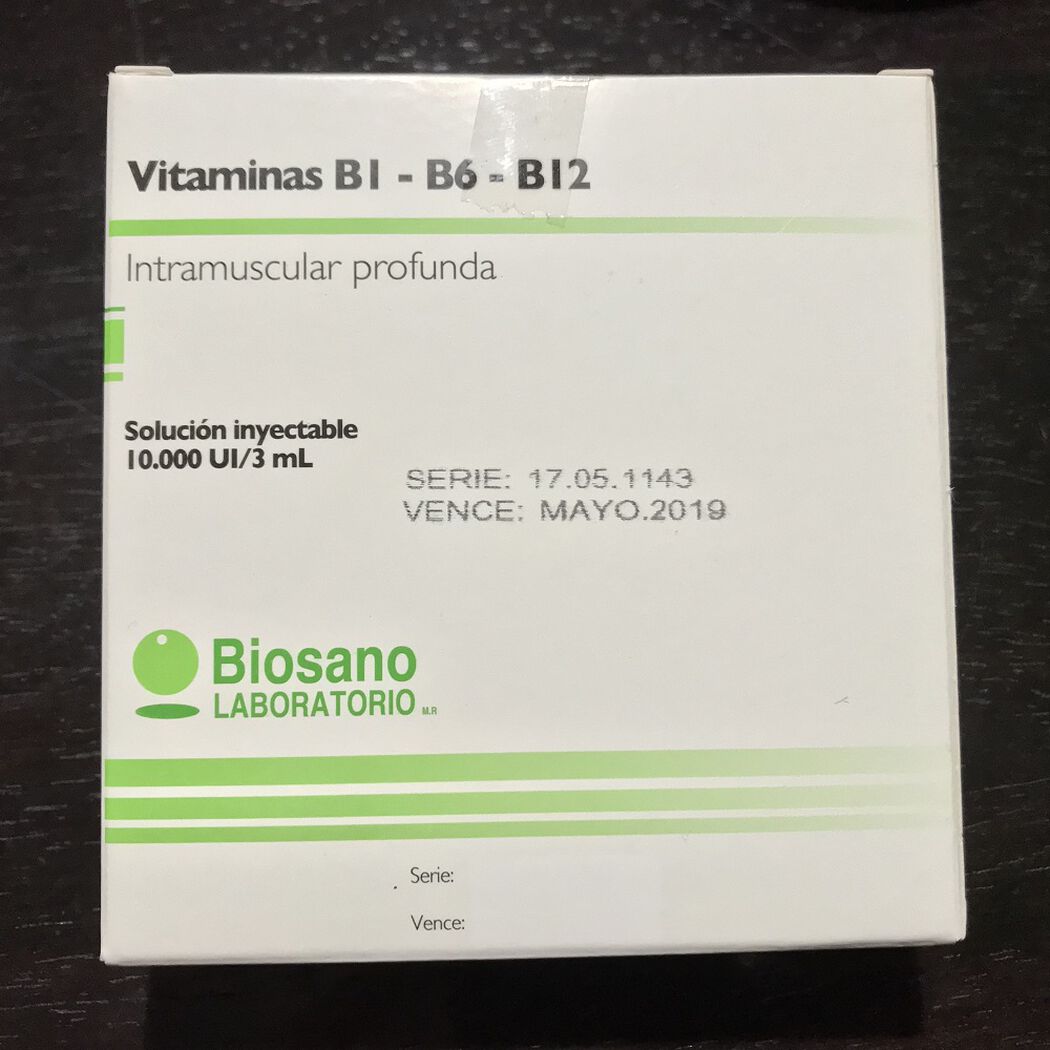 Vitaminas B1 - B6 - B12
Intramuscular profunda
Solución inyectable
10.000 UI/3 mL
SERIE: 17.05.1143
VENCE: MAYO.2019
Biosano
LABORATORIO M.R
Serie:
Vence: